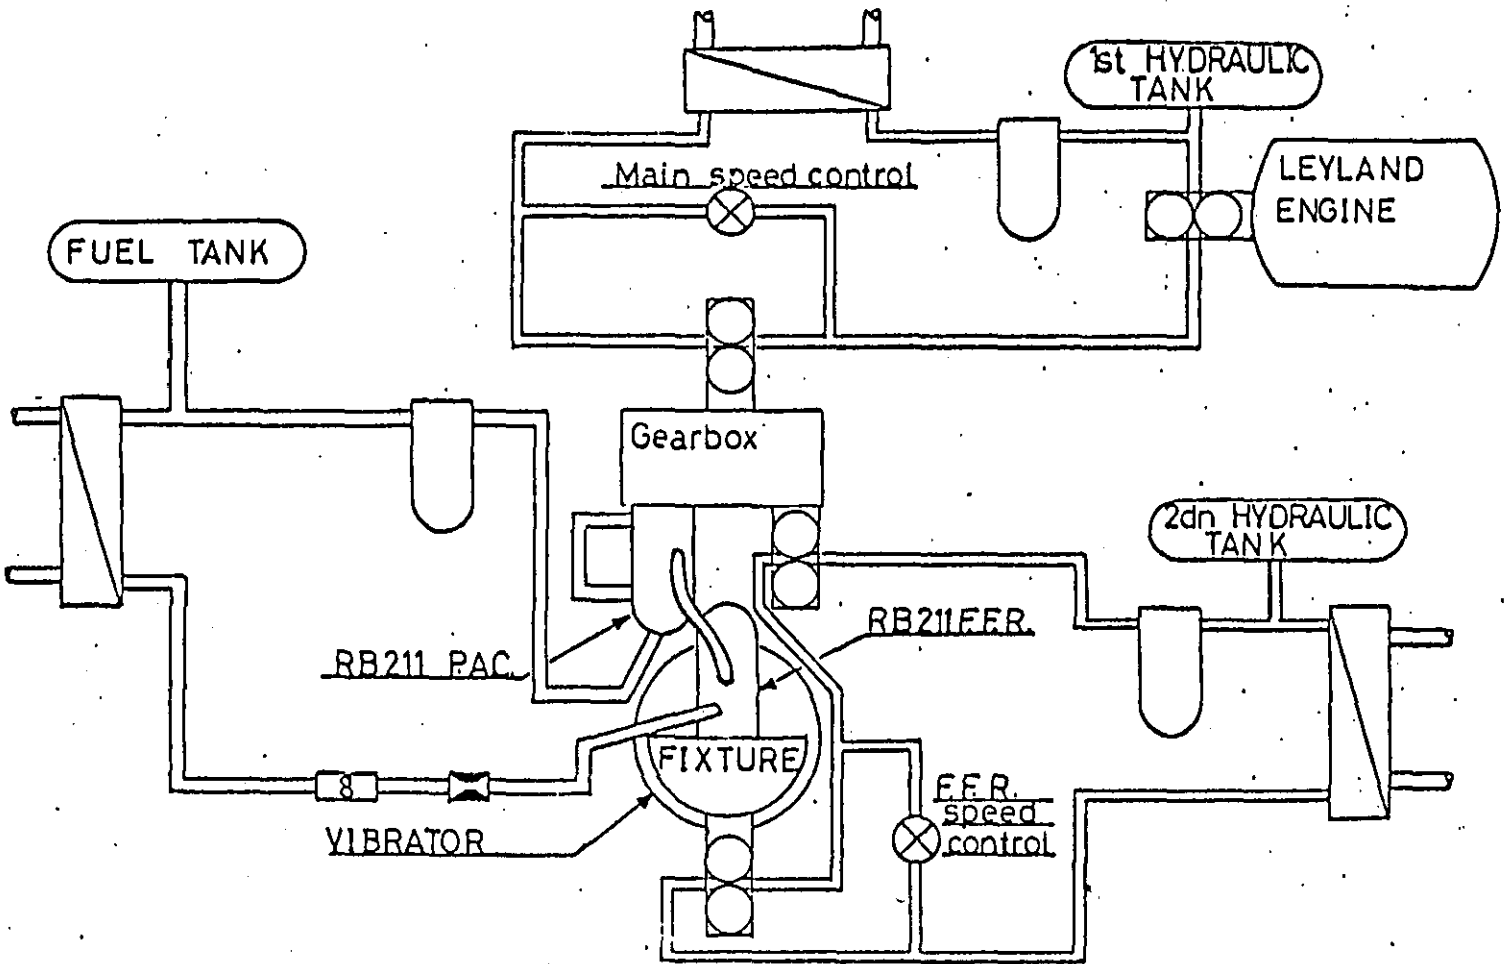 1st HYDRAULIC
TANK
LEYLAND
ENGINE
Main speed control
FUEL TANK
Gearbox
2dn HYDRAULIC
TANK
RB211 F.F.R.
RB211 P.A.C.
FIXTURE
F.F.R.
speed
control
8
VIBRATOR